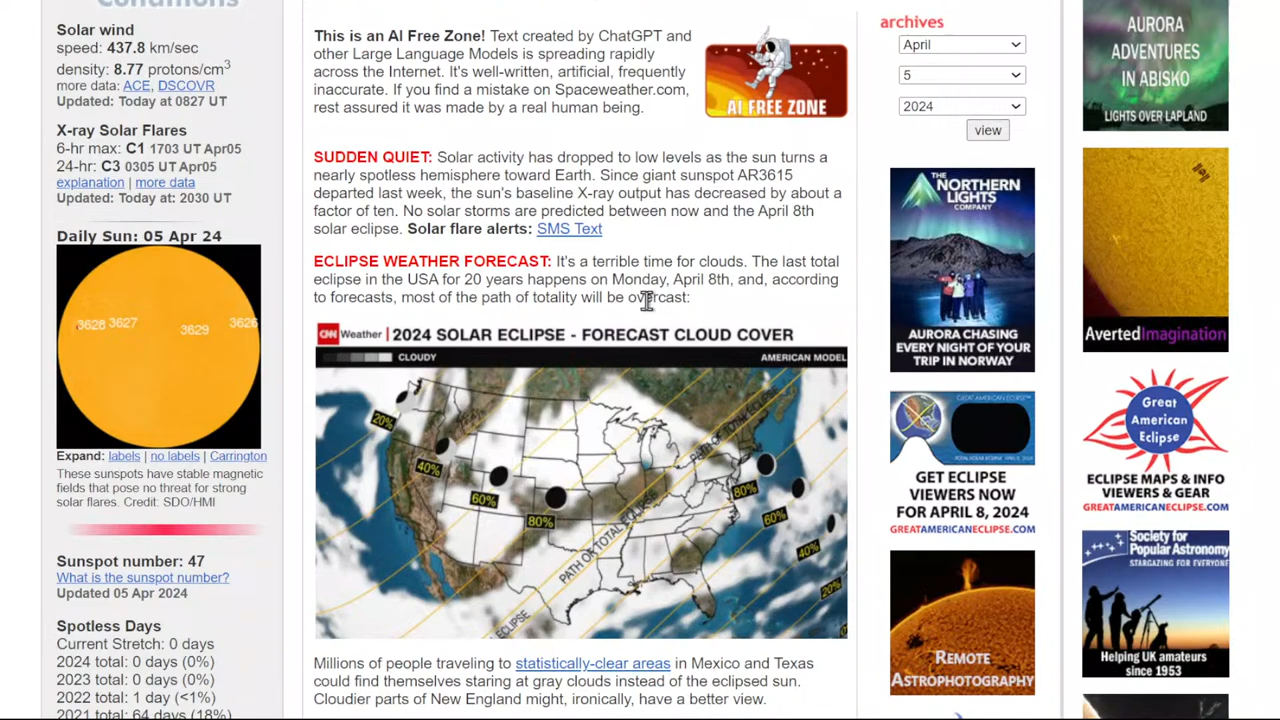 Conditions
Solar wind
speed: 437.8 km/sec
density: 8.77 protons/cm3
more data: ACE, DSCOVR
Updated: Today at 0827 UT
X-ray Solar Flares
6-hr max: C1 1703 UT Apr05
24-hr: C3 0305 UT Apr05
explanation | more data
Updated: Today at: 2030 UT
Daily Sun: 05 Apr 24
3628 3627
3629
3626
Expand: labels | no labels | Carrington
These sunspots have stable magnetic
fields that pose no threat for strong
solar flares. Credit: SDO/HMI
Sunspot number: 47
What is the sunspot number?
Updated 05 Apr 2024
Spotless Days
Current Stretch: 0 days
2024 total: 0 days (0%)
2023 total: 0 days (0%)
2022 total: 1 day (<1%)
2021 total: 64 days (18%)
This is an AI Free Zone! Text created by ChatGPT and
other Large Language Models is spreading rapidly
across the Internet. It's well-written, artificial, frequently
inaccurate. If you find a mistake on Spaceweather.com,
rest assured it was made by a real human being.
AI FREE ZONE
SUDDEN QUIET: Solar activity has dropped to low levels as the sun turns a
nearly spotless hemisphere toward Earth. Since giant sunspot AR3615
departed last week, the sun's baseline X-ray output has decreased by about a
factor of ten. No solar storms are predicted between now and the April 8th
solar eclipse. Solar flare alerts: SMS Text
ECLIPSE WEATHER FORECAST: It's a terrible time for clouds. The last total
eclipse in the USA for 20 years happens on Monday, April 8th, and, according
to forecasts, most of the path of totality will be overcast:
CNN Weather | 2024 SOLAR ECLIPSE - FORECAST CLOUD COVER
CLOUDY
AMERICAN MODEL
20%
40%
60%
80%
80%
60%
40%
20%
PATH OF TOTAL
ECLIPSE
Millions of people traveling to statistically-clear areas in Mexico and Texas
could find themselves staring at gray clouds instead of the eclipsed sun.
Cloudier parts of New England might, ironically, have a better view.
archives
April
5
2024
view
THE
NORTHERN
LIGHTS
COMPANY
AURORA CHASING
EVERY NIGHT OF YOUR
TRIP IN NORWAY
GREAT AMERICAN ECLIPSE
GET ECLIPSE
VIEWERS NOW
FOR APRIL 8, 2024
GREATAMERICANECLIPSE.COM
REMOTE
ASTROPHOTOGRAPHY
AURORA
ADVENTURES
IN ABISKO
LIGHTS OVER LAPLAND
AvertedImagination
Great
American
Eclipse
ECLIPSE MAPS & INFO
VIEWERS & GEAR
GREATAMERICANECLIPSE.COM
Society for
Popular Astronomy
STARGAZING FOR EVERYONE
Helping UK amateurs
since 1953